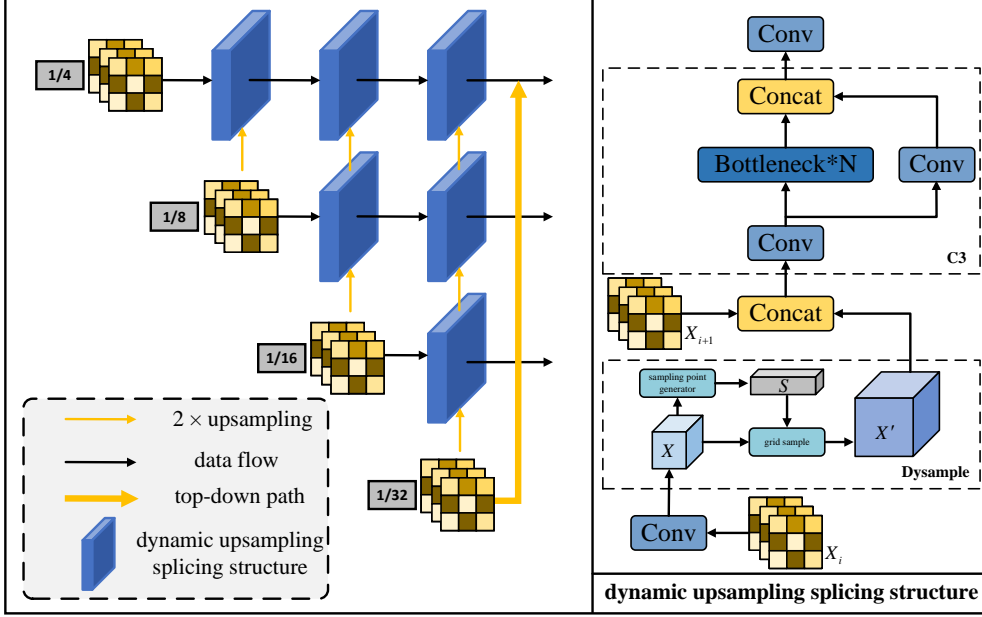 1/4
1/8
1/16
1/32
2 × upsampling
data flow
top-down path
dynamic upsampling
splicing structure
Conv
Concat
Bottleneck*N
Conv
Conv
C3
X_{i+1}
Concat
sampling point
generator
S
X
grid sample
X′
Dysample
Conv
X_i
dynamic upsampling splicing structure